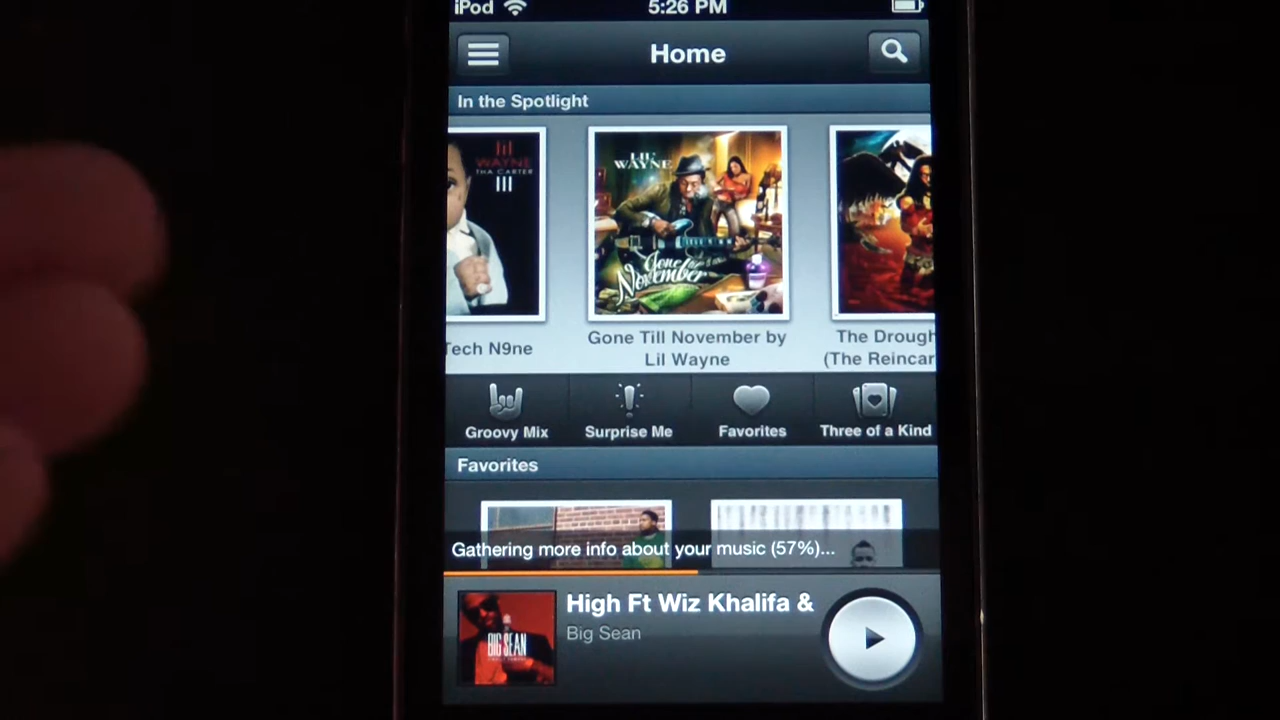 iPod 5:26 PM
Home
In the Spotlight
lil
WAYNE
THA CARTER
III
LIL'
WAYNE
Gone
Till
November
Tech N9ne
Gone Till November by
Lil Wayne
The Drough
(The Reincar
Groovy Mix Surprise Me Favorites Three of a Kind
Favorites
Gathering more info about your music (57%)...
BIG SEAN
High Ft Wiz Khalifa &
Big Sean